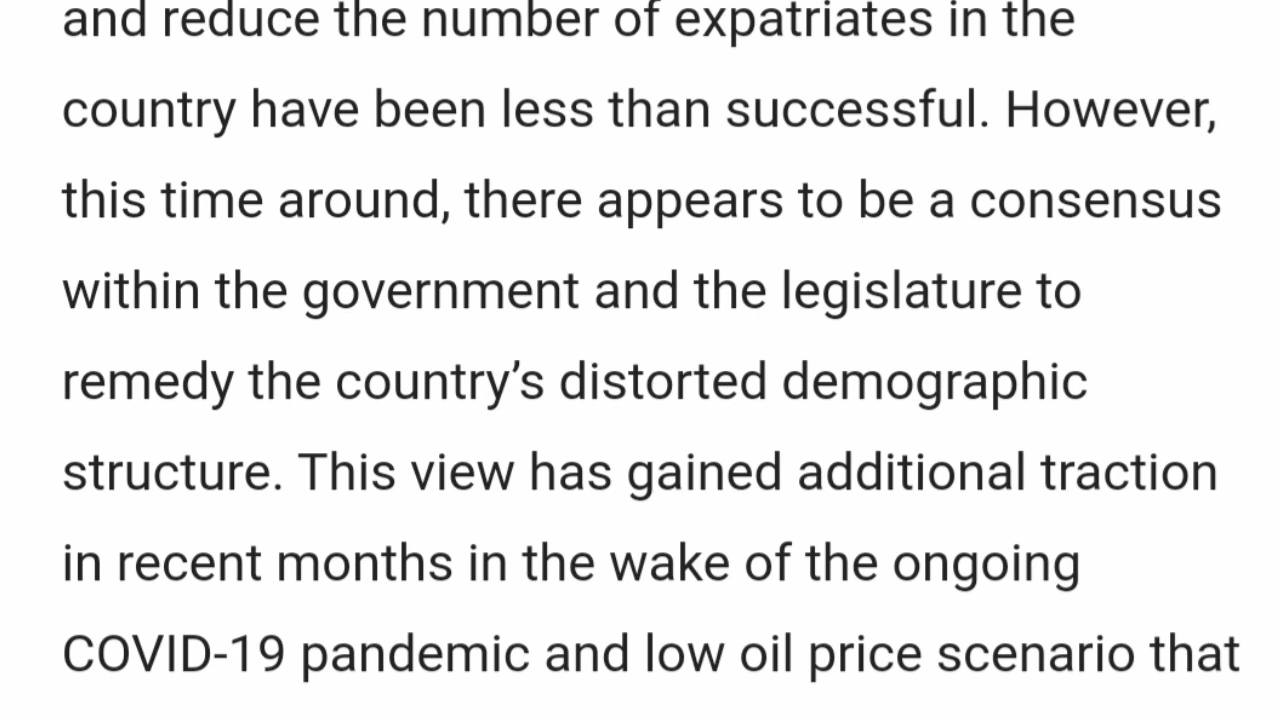 and reduce the number of expatriates in the
country have been less than successful. However,
this time around, there appears to be a consensus
within the government and the legislature to
remedy the country’s distorted demographic
structure. This view has gained additional traction
in recent months in the wake of the ongoing
COVID-19 pandemic and low oil price scenario that